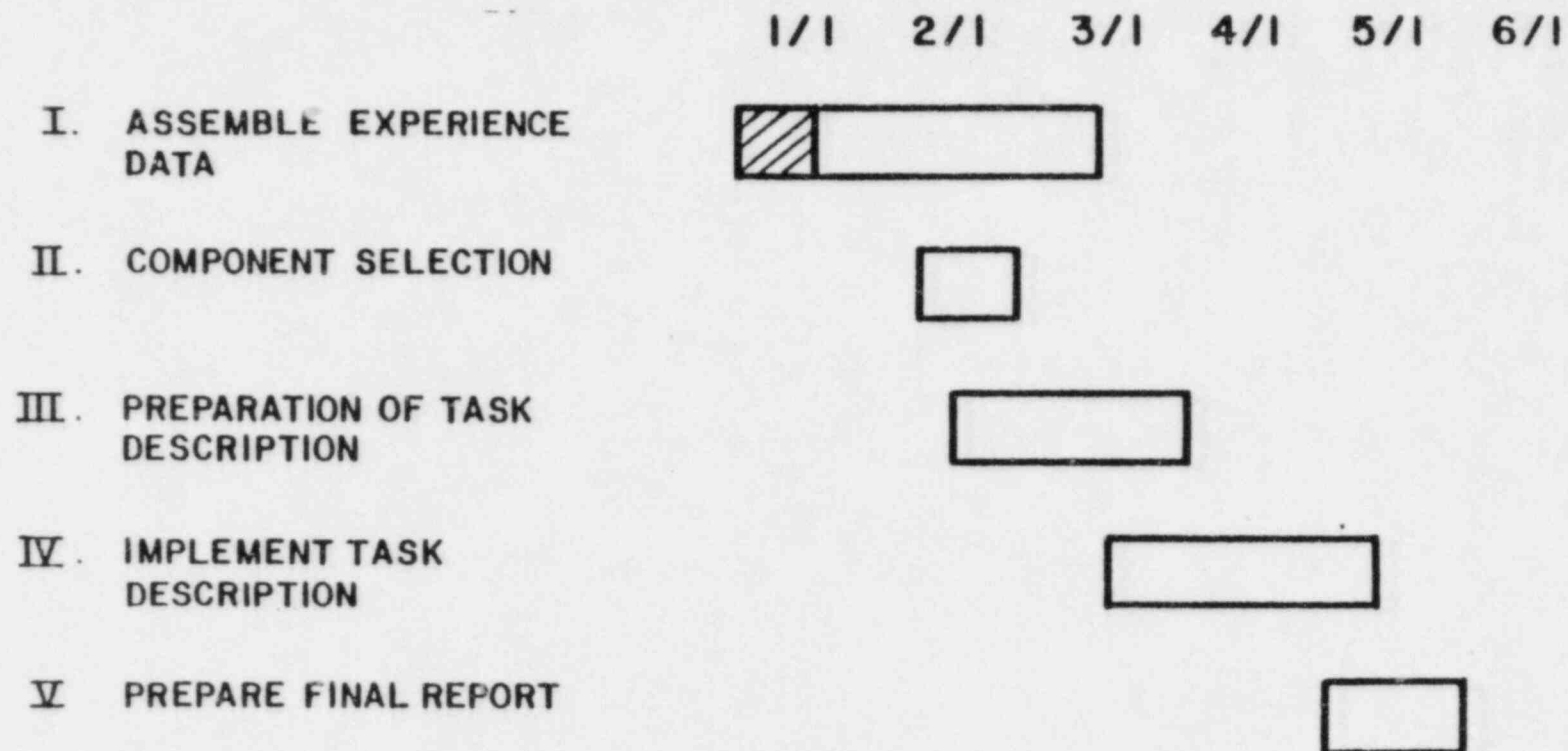 1/1 2/1 3/1 4/1 5/1 6/1
I. ASSEMBLE EXPERIENCE
DATA
II. COMPONENT SELECTION
III. PREPARATION OF TASK
DESCRIPTION
IV. IMPLEMENT TASK
DESCRIPTION
V PREPARE FINAL REPORT